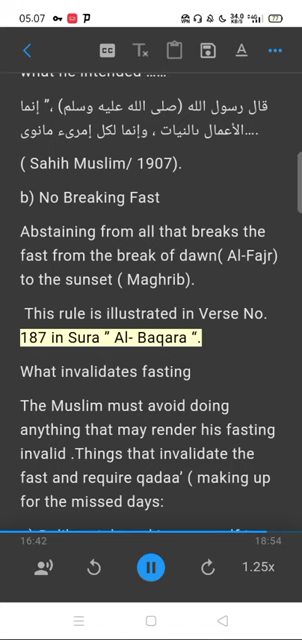 05.07
34.0 KB/S
77
CC
what he intended ......
قال رسول الله (صلى الله عليه وسلم) ,“ إنما
الأعمال بالنيات ، وإنما لكل إمرىء مانوى
....
( Sahih Muslim/ 1907).
b) No Breaking Fast
Abstaining from all that breaks the
fast from the break of dawn( Al-Fajr)
to the sunset ( Maghrib).
This rule is illustrated in Verse No.
187 in Sura ” Al- Baqara “.
What invalidates fasting
The Muslim must avoid doing
anything that may render his fasting
invalid .Things that invalidate the
fast and require qadaa’ ( making up
for the missed days:
16:42
18:54
1.25x